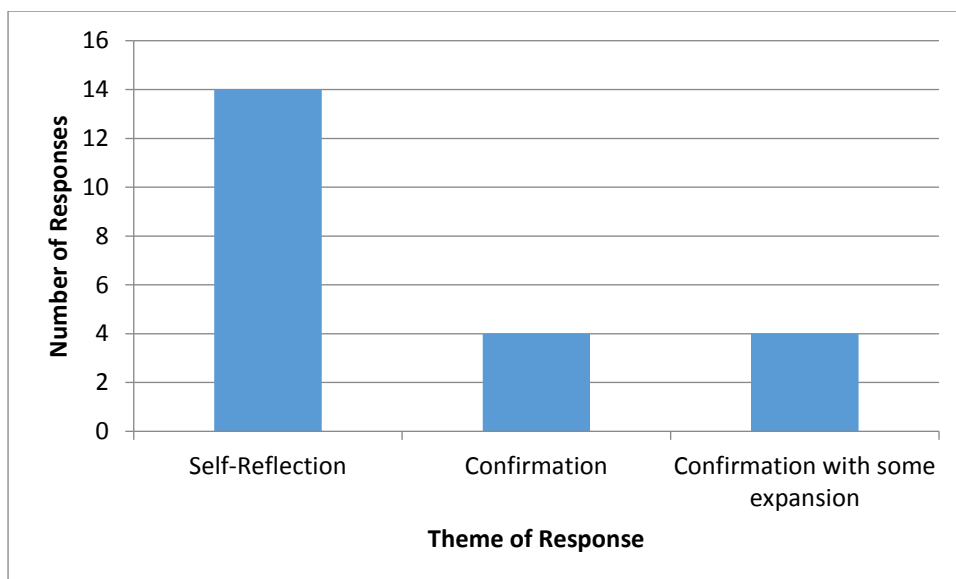 16
14
12
10
8
6
4
2
0
Number of Responses
Self-Reflection
Confirmation
Confirmation with some
expansion
Theme of Response